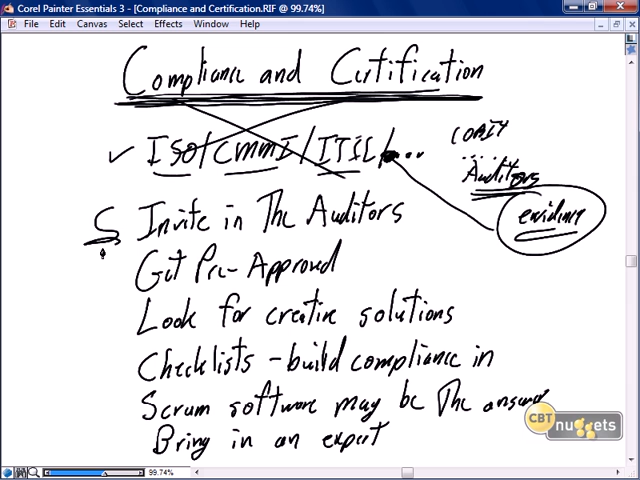 Corel Painter Essentials 3 - [Compliance and Certification.RIF @ 99.74%]
File Edit Canvas Select Effects Window Help
Compliance and Certification
ISO/CMMI/ITIL/...
COBIT
....
Auditors
evidence
S Invite in The Auditors
Get Pre-Approved
Look for creative solutions
Checklists - build compliance in
Scrum software may be The answer
Bring in an expert
CBT nuggets
99.74%